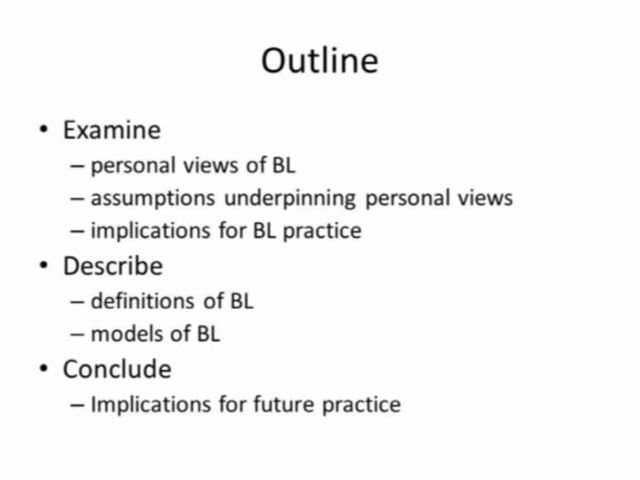 Outline
• Examine
– personal views of BL
– assumptions underpinning personal views
– implications for BL practice
• Describe
– definitions of BL
– models of BL
• Conclude
– Implications for future practice